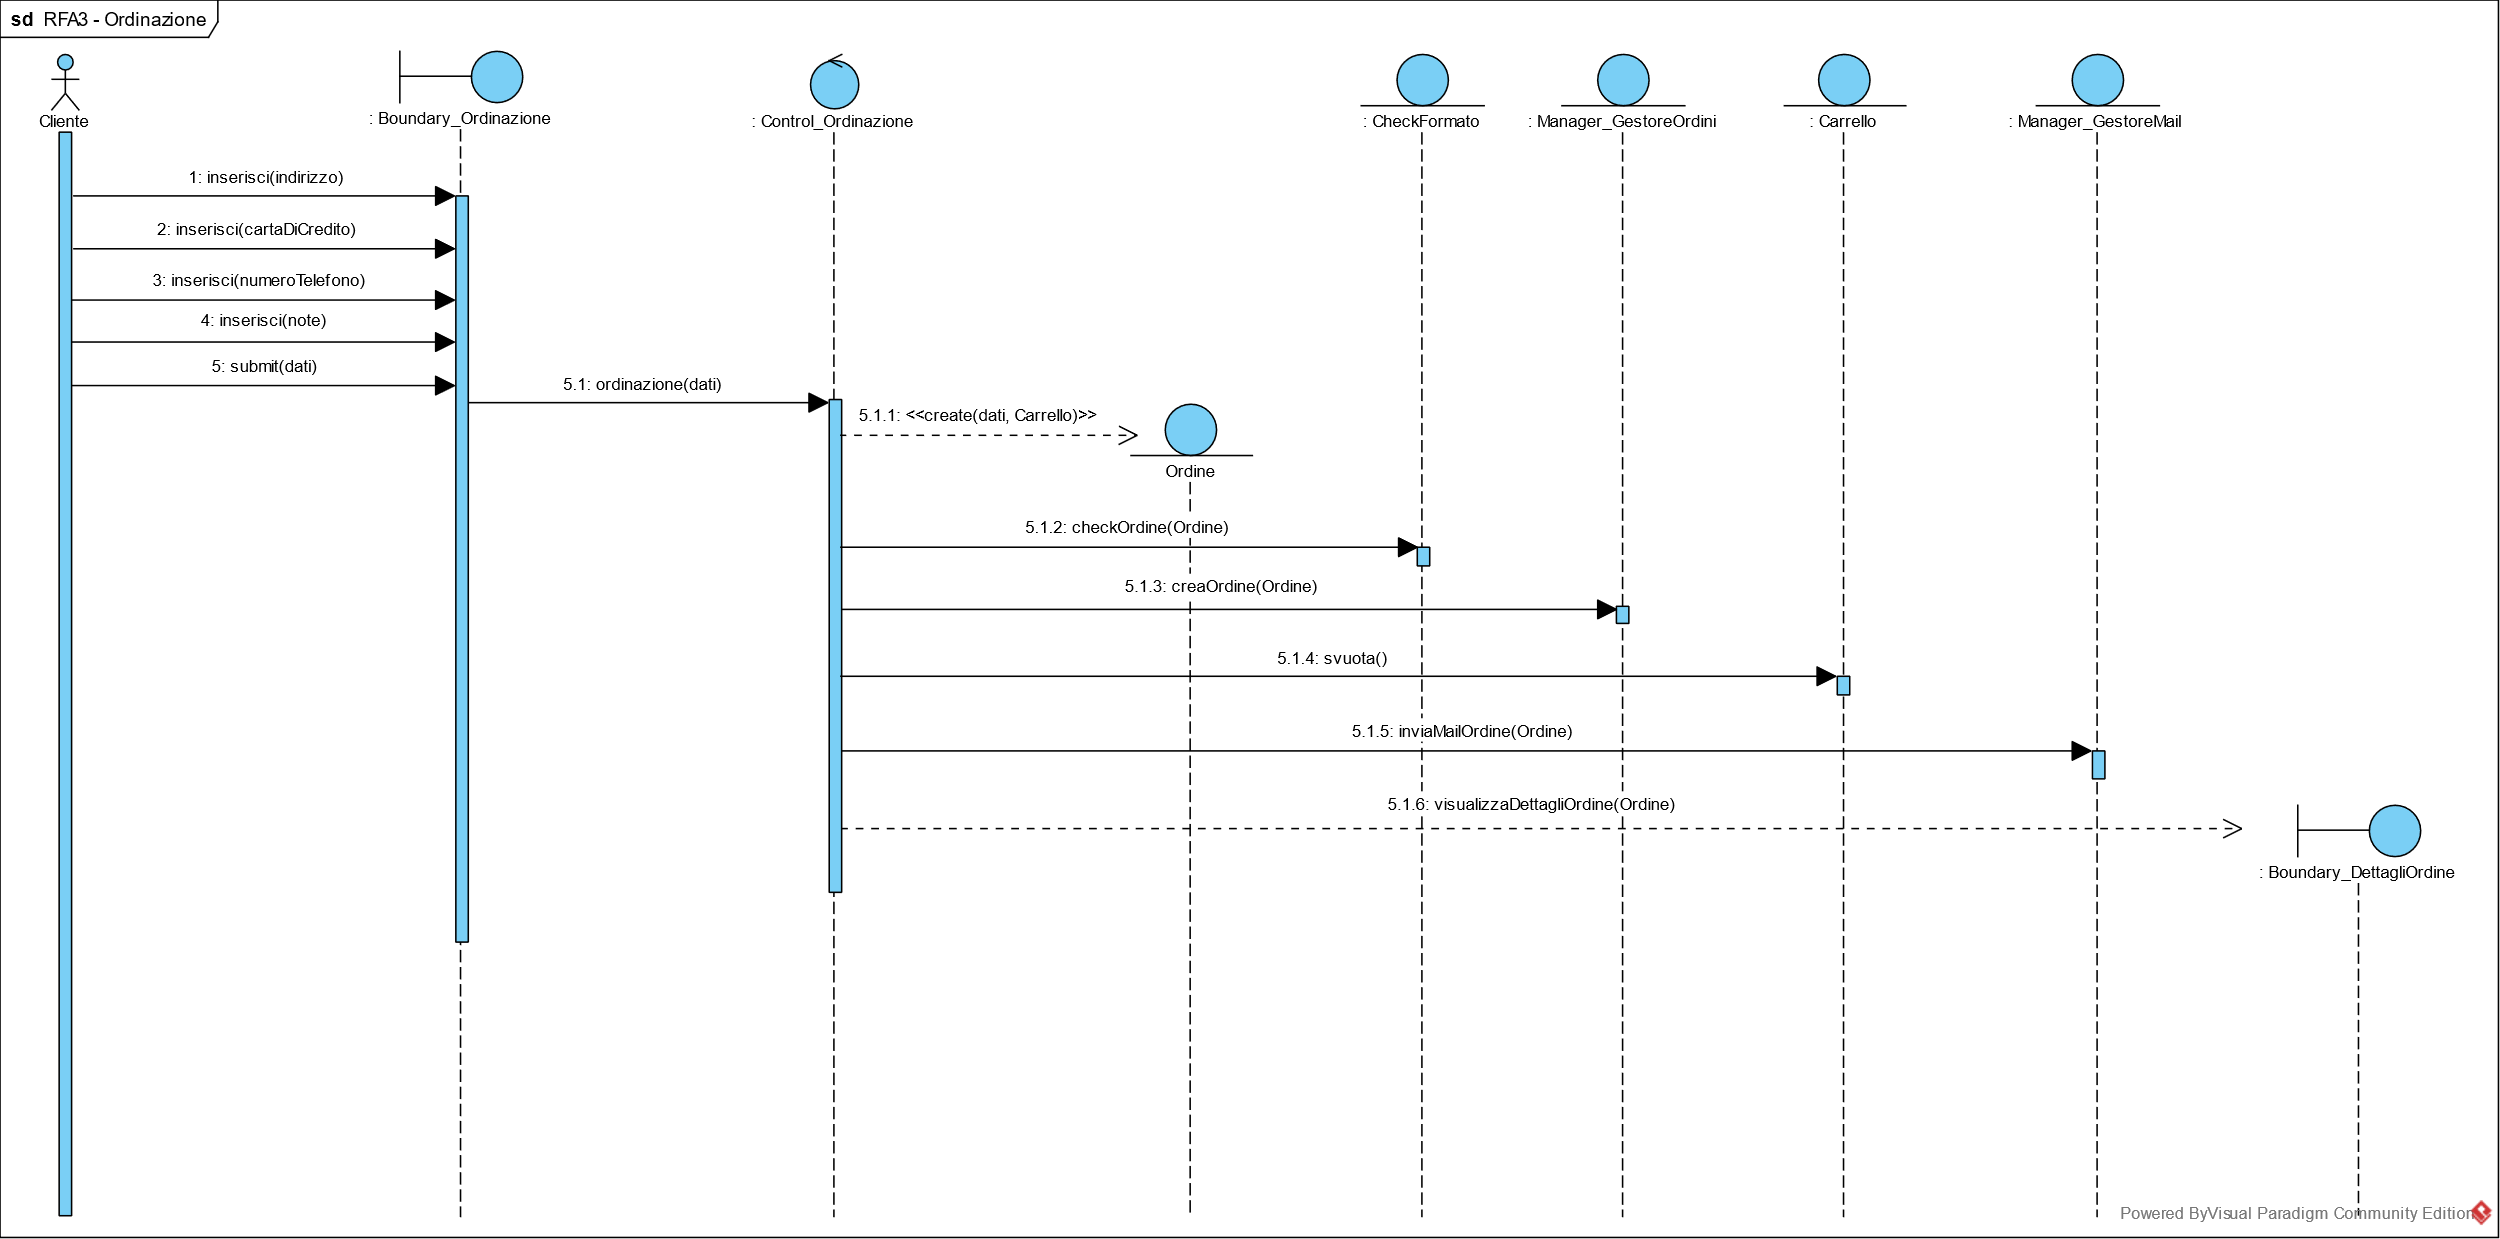 sd RFA3 - Ordinazione
Cliente
: Boundary_Ordinazione
: Control_Ordinazione
: CheckFormato
: Manager_GestoreOrdini
: Carrello
: Manager_GestoreMail
1: inserisci(indirizzo)
2: inserisci(cartaDiCredito)
3: inserisci(numeroTelefono)
4: inserisci(note)
5: submit(dati)
5.1: ordinazione(dati)
5.1.1: <<create(dati, Carrello)>>
Ordine
5.1.2: checkOrdine(Ordine)
5.1.3: creaOrdine(Ordine)
5.1.4: svuota()
5.1.5: inviaMailOrdine(Ordine)
5.1.6: visualizzaDettagliOrdine(Ordine)
: Boundary_DettagliOrdine
Powered ByVisual Paradigm Community Edition